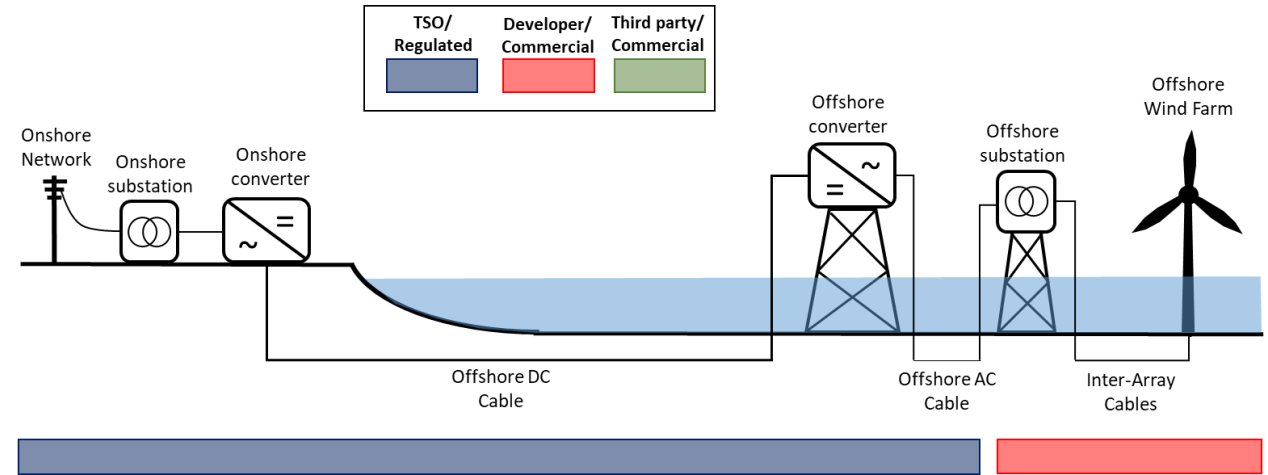 TSO/
Regulated
Developer/
Commercial
Third party/
Commercial
Onshore
Network
Onshore
substation
Onshore
converter
Offshore
converter
Offshore
substation
Offshore
Wind Farm
Offshore DC
Cable
Offshore AC
Cable
Inter-Array
Cables